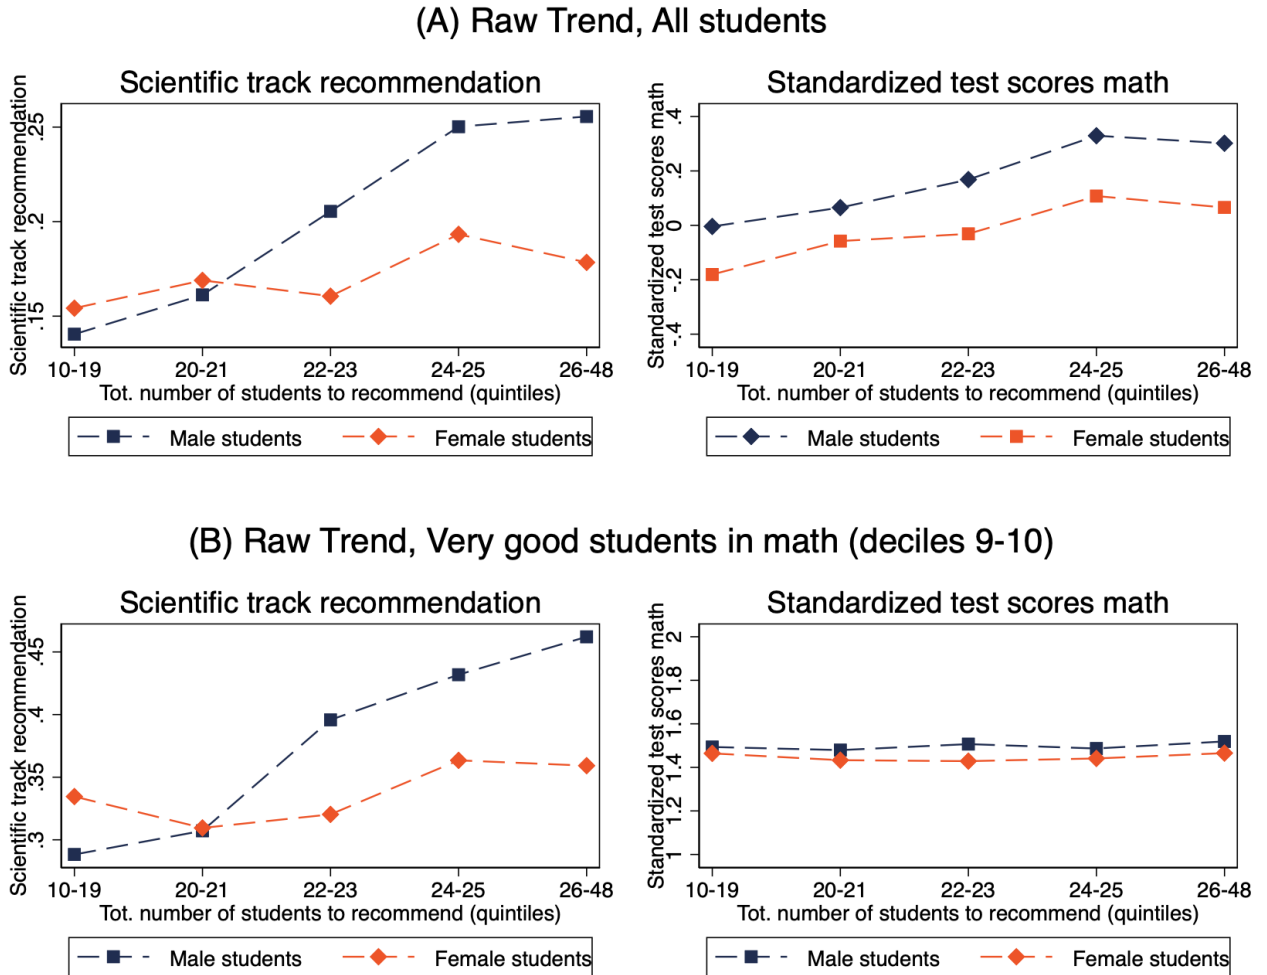 (A) Raw Trend, All students
Scientific track recommendation
Scientific track recommendation
.25
.2
.15
10-19 20-21 22-23 24-25 26-48
Tot. number of students to recommend (quintiles)
Male students Female students
Standardized test scores math
Standardized test scores math
.4
.2
0
-.2
-.4
10-19 20-21 22-23 24-25 26-48
Tot. number of students to recommend (quintiles)
Male students Female students
(B) Raw Trend, Very good students in math (deciles 9-10)
Scientific track recommendation
Scientific track recommendation
.45
.4
.35
.3
10-19 20-21 22-23 24-25 26-48
Tot. number of students to recommend (quintiles)
Male students Female students
Standardized test scores math
Standardized test scores math
2
1.8
1.6
1.4
1.2
1
10-19 20-21 22-23 24-25 26-48
Tot. number of students to recommend (quintiles)
Male students Female students